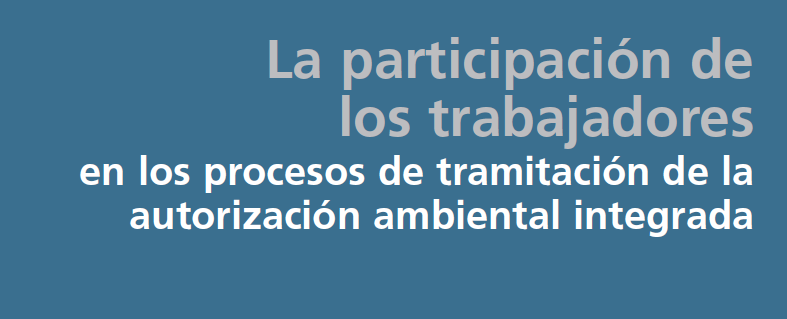 La participación de
los trabajadores
en los procesos de tramitación de la
autorización ambiental integrada